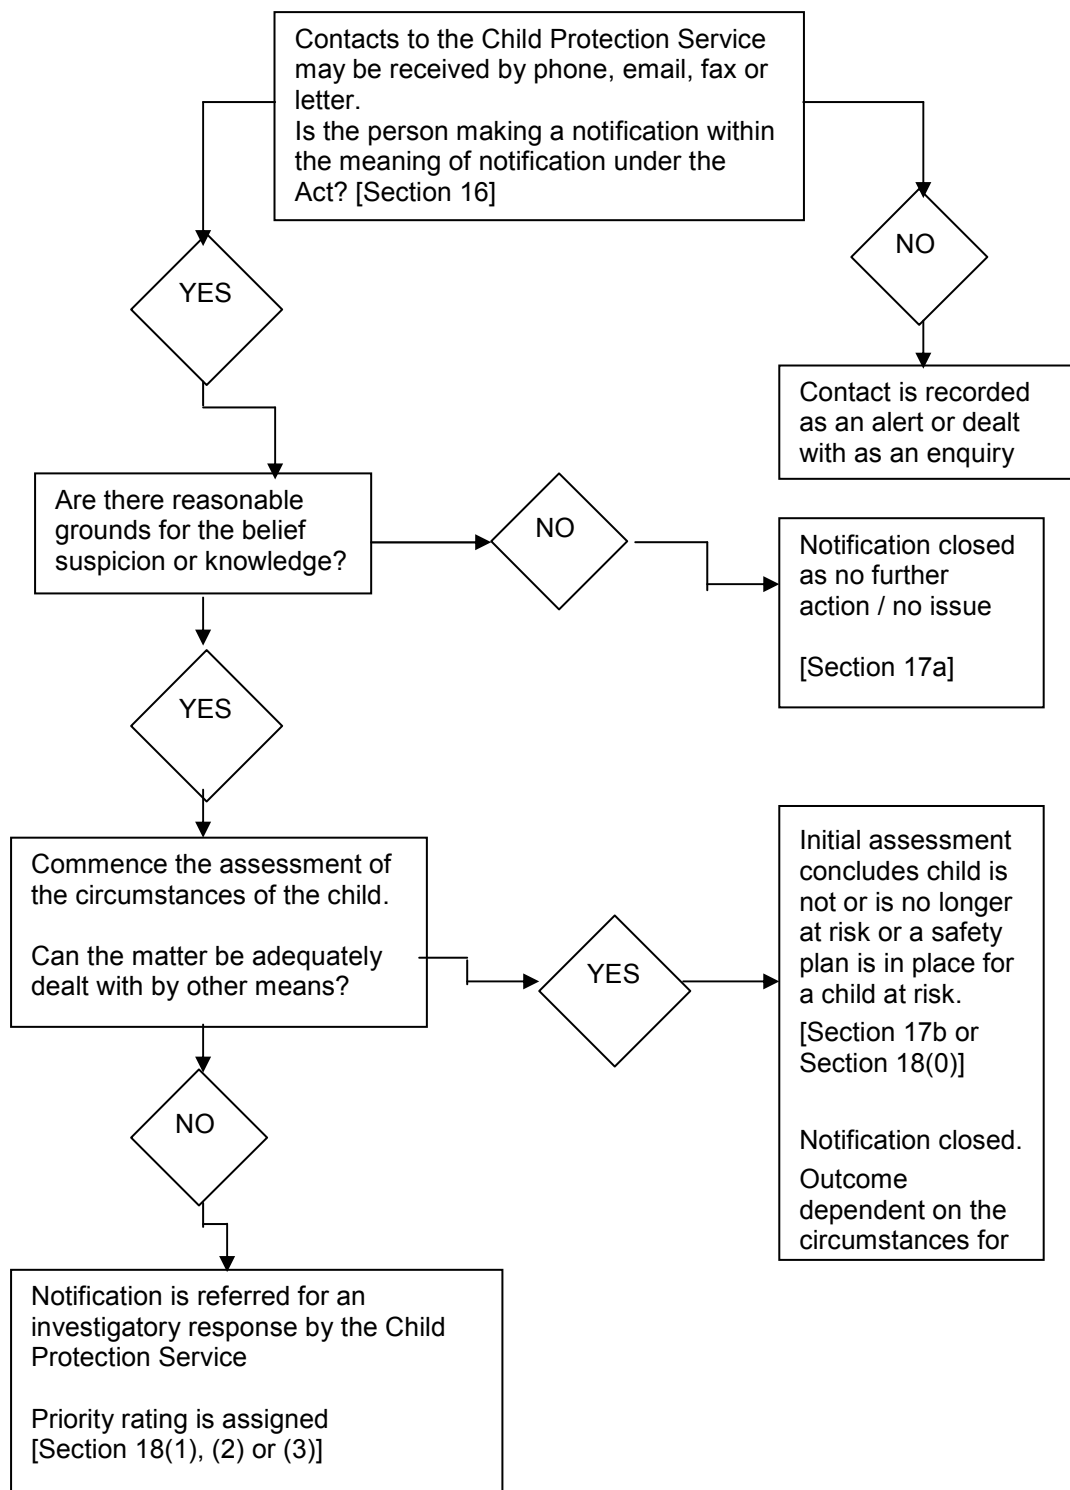 Contacts to the Child Protection Service
may be received by phone, email, fax or
letter.
Is the person making a notification within
the meaning of notification under the
Act? [Section 16]
YES
NO
Contact is recorded
as an alert or dealt
with as an enquiry
Are there reasonable
grounds for the belief
suspicion or knowledge?
NO
Notification closed
as no further
action / no issue
[Section 17a]
YES
Commence the assessment of
the circumstances of the child.
Can the matter be adequately
dealt with by other means?
YES
Initial assessment
concludes child is
not or is no longer
at risk or a safety
plan is in place for
a child at risk.
[Section 17b or
Section 18(0)]
Notification closed.
Outcome
dependent on the
circumstances for
NO
Notification is referred for an
investigatory response by the Child
Protection Service
Priority rating is assigned
[Section 18(1), (2) or (3)]